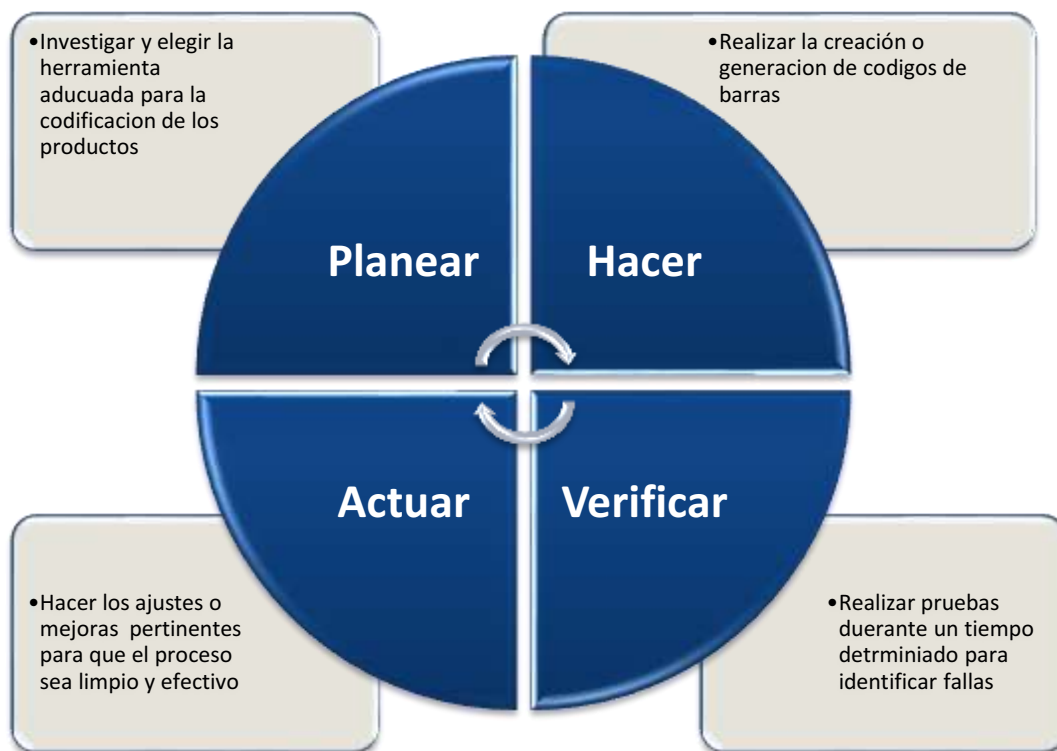 •Investigar y elegir la
herramienta
aducuada para la
codificacion de los
productos
•Realizar la creación o
generacion de codigos de
barras
Planear
Hacer
Actuar
Verificar
•Hacer los ajustes o
mejoras pertinentes
para que el proceso
sea limpio y efectivo
•Realizar pruebas
duerante un tiempo
detrminiado para
identificar fallas